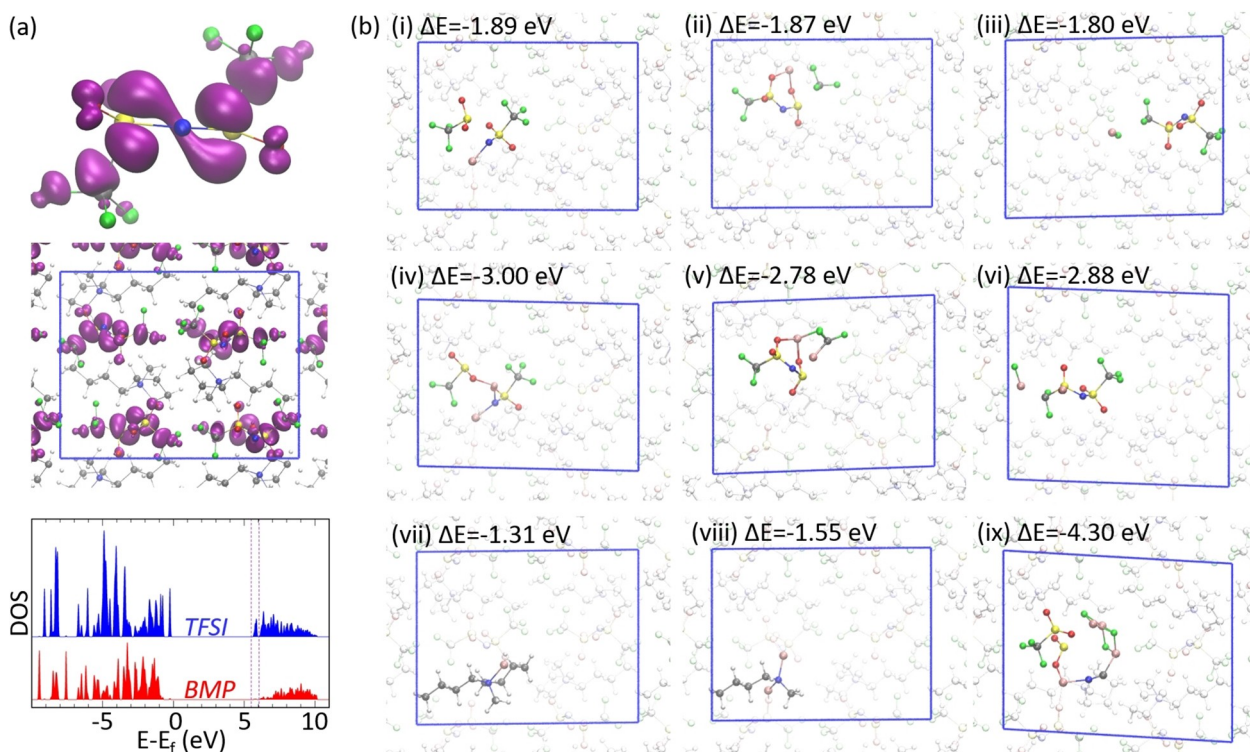 (a)
(b) (i) ΔE=-1.89 eV
(ii) ΔE=-1.87 eV
(iii) ΔE=-1.80 eV
(iv) ΔE=-3.00 eV
(v) ΔE=-2.78 eV
(vi) ΔE=-2.88 eV
(vii) ΔE=-1.31 eV
(viii) ΔE=-1.55 eV
(ix) ΔE=-4.30 eV
DOS
TFSI
BMP
-5 0 5 10
E-Ef (eV)